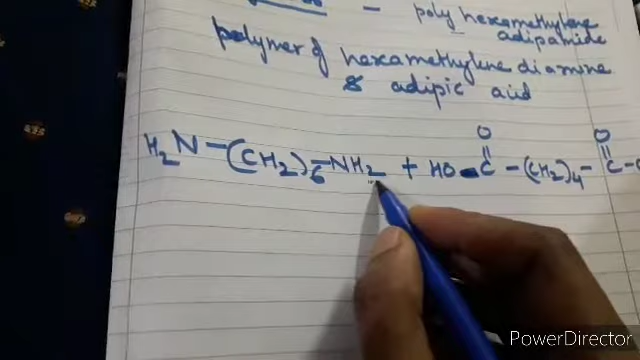 – poly hexamethylene
adipamide
polymer of hexamethylene diamine
& adipic acid
O O
H2N–(CH2)6–NH2 + HO–C–(CH2)4–C–O
PowerDirector